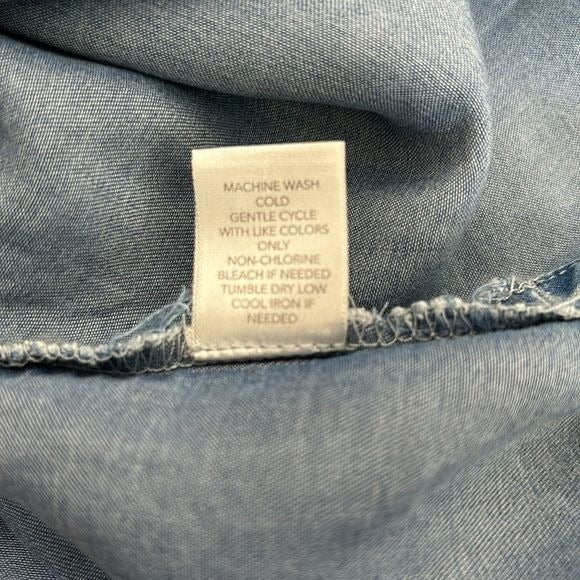 MACHINE WASH
COLD
GENTLE CYCLE
WITH LIKE COLORS
ONLY
NON-CHLORINE
BLEACH IF NEEDED
TUMBLE DRY LOW
COOL IRON IF
NEEDED